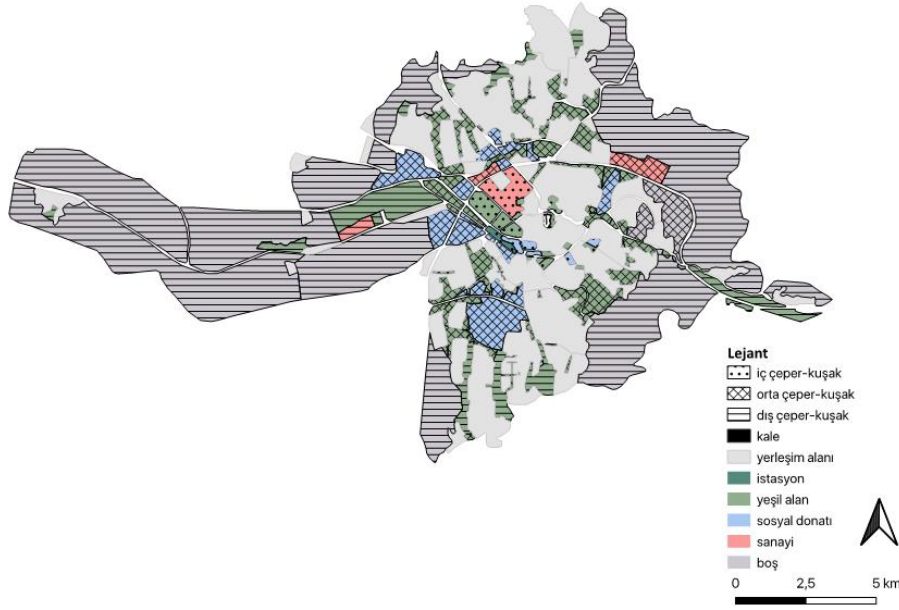 Lejant
iç çeper-kuşak
orta çeper-kuşak
dış çeper-kuşak
kale
yerleşim alanı
istasyon
yeşil alan
sosyal donatı
sanayi
boş
0 2,5 5 km